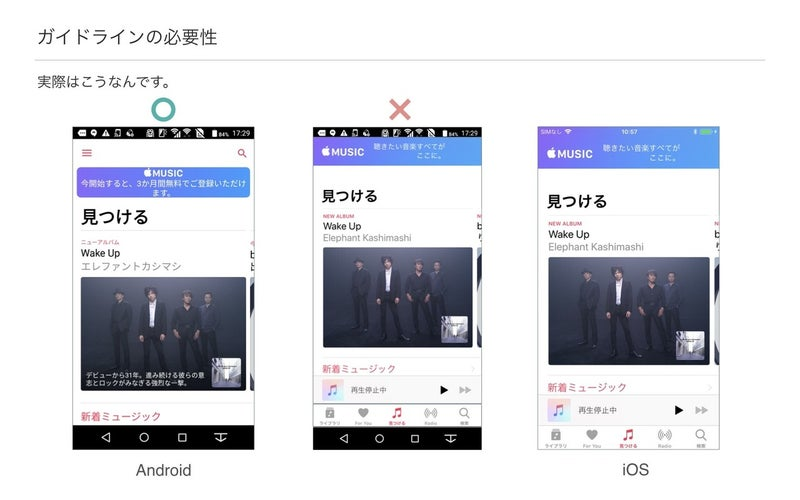 ガイドラインの必要性
実際はこうなんです。
84% 17:29
MUSIC
今開始すると、3か月間無料でご登録いただけ
ます。
見つける
ニューアルバム
Wake Up
エレファントカシマシ
デビューから31年。進み続ける彼らの意
志とロックがみなぎる強烈な一撃。
新着ミュージック
Android
84% 17:29
MUSIC
聴きたい音楽すべてが
ここに。
見つける
NEW ALBUM
Wake Up
Elephant Kashimashi
新着ミュージック
再生停止中
ライブラリ For You 見つける Radio 検索
SIMなし 10:57
MUSIC
聴きたい音楽すべてが
ここに。
見つける
NEW ALBUM
Wake Up
Elephant Kashimashi
新着ミュージック
再生停止中
ライブラリ For You 見つける Radio 検索
iOS